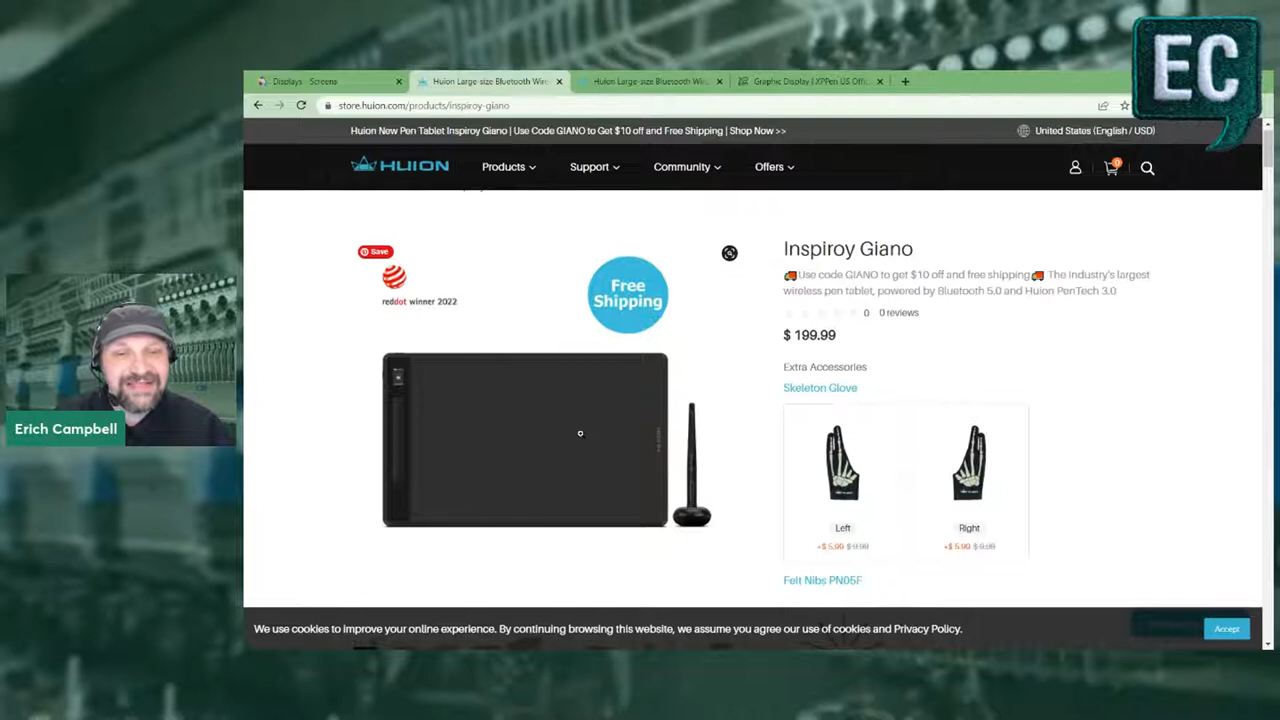 EC
Displays - Screens
Huion Large-size Bluetooth Wire
Huion Large-size Bluetooth Wire
Graphic Display | XPPen US Offi
store.huion.com/products/inspiroy-giano
Huion New Pen Tablet Inspiroy Giano | Use Code GIANO to Get $10 off and Free Shipping | Shop Now >>
United States (English / USD)
HUION
Products
Support
Community
Offers
0
Save
reddot winner 2022
Free
Shipping
Inspiroy Giano
Use code GIANO to get $10 off and free shipping The Industry's largest
wireless pen tablet, powered by Bluetooth 5.0 and Huion PenTech 3.0
0 0 reviews
$ 199.99
Extra Accessories
Skeleton Glove
Left
Right
+$ 5.99 $ 9.99
+$ 5.99 $ 9.99
Felt Nibs PN05F
Erich Campbell
We use cookies to improve your online experience. By continuing browsing this website, we assume you agree our use of cookies and Privacy Policy.
Accept